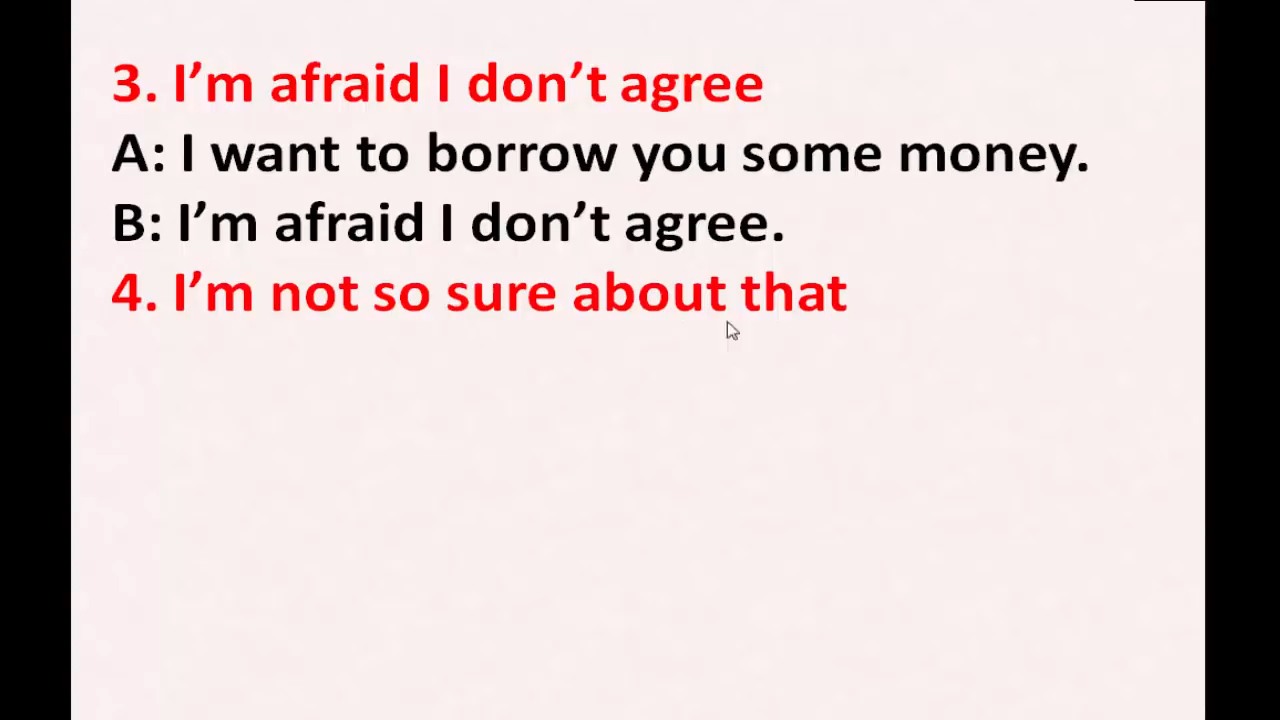 3. I’m afraid I don’t agree
A: I want to borrow you some money.
B: I’m afraid I don’t agree.
4. I’m not so sure about that